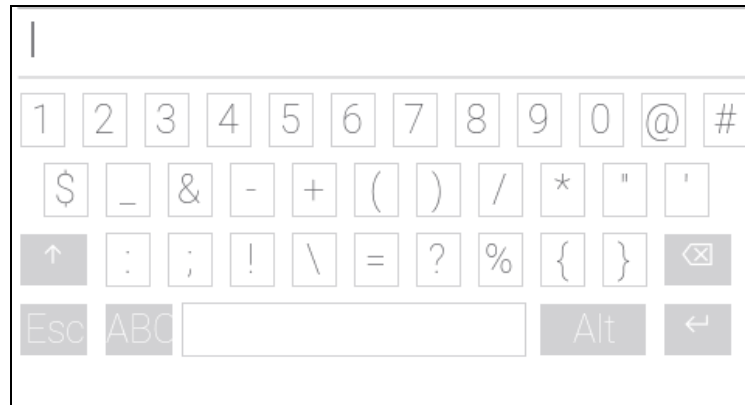 1 2 3 4 5 6 7 8 9 0 @ #
$ _ & - + ( ) / * " '
↑ : ; ! \ = ? % { } ⌫
Esc ABC Alt ↵